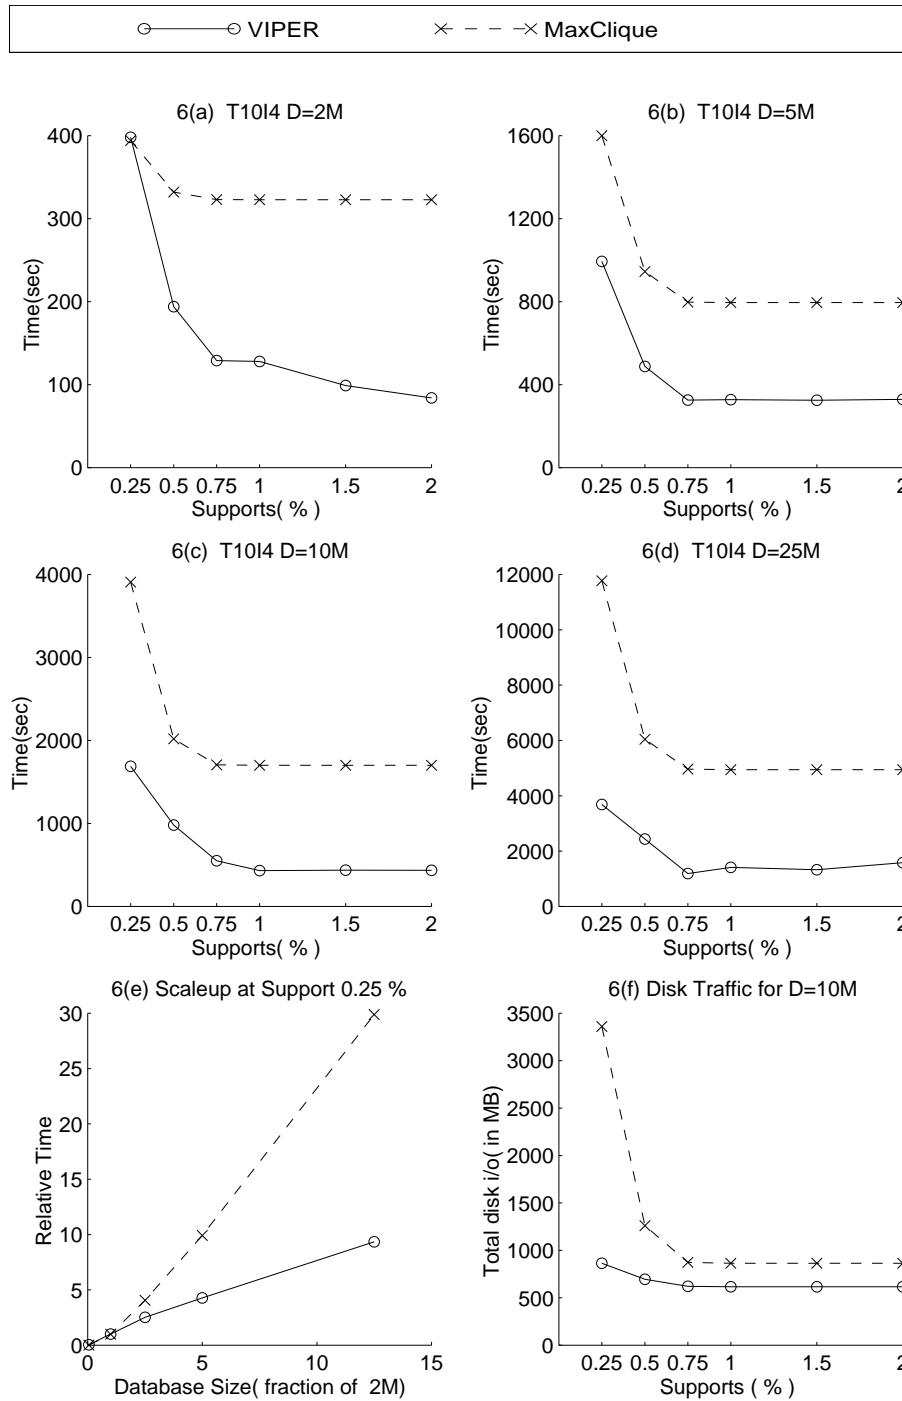 VIPER MaxClique
6(a) T10I4 D=2M
400
300
200
100
0
Time(sec)
0.25 0.5 0.75 1 1.5 2
Supports( % )
6(b) T10I4 D=5M
1600
1200
800
400
0
Time(sec)
0.25 0.5 0.75 1 1.5 2
Supports( % )
6(c) T10I4 D=10M
4000
3000
2000
1000
0
Time(sec)
0.25 0.5 0.75 1 1.5 2
Supports( % )
6(d) T10I4 D=25M
12000
10000
8000
6000
4000
2000
0
Time(sec)
0.25 0.5 0.75 1 1.5 2
Supports( % )
6(e) Scaleup at Support 0.25 %
30
25
20
15
10
5
0
Relative Time
0 5 10 15
Database Size( fraction of 2M)
6(f) Disk Traffic for D=10M
3500
3000
2500
2000
1500
1000
500
0
Total disk i/o( in MB)
0.25 0.5 0.75 1 1.5 2
Supports ( % )